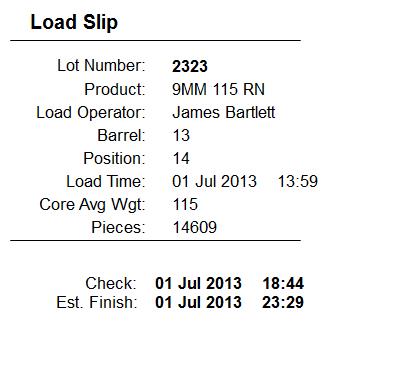 Load Slip
Lot Number: 2323
Product: 9MM 115 RN
Load Operator: James Bartlett
Barrel: 13
Position: 14
Load Time: 01 Jul 2013 13:59
Core Avg Wgt: 115
Pieces: 14609
Check: 01 Jul 2013 18:44
Est. Finish: 01 Jul 2013 23:29